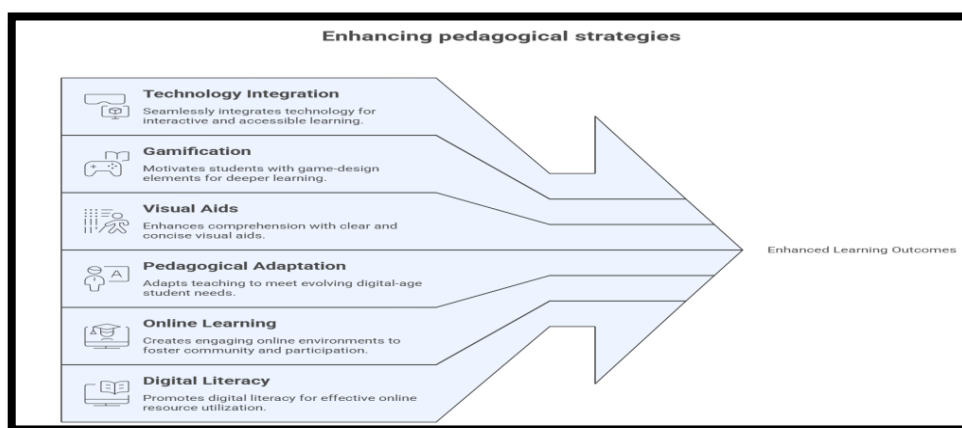 Enhancing pedagogical strategies
Technology Integration
Seamlessly integrates technology for
interactive and accessible learning.
Gamification
Motivates students with game-design
elements for deeper learning.
Visual Aids
Enhances comprehension with clear and
concise visual aids.
Pedagogical Adaptation
A
Adapts teaching to meet evolving digital-age
student needs.
Online Learning
Creates engaging online environments to
foster community and participation.
Digital Literacy
Promotes digital literacy for effective online
resource utilization.
Enhanced Learning Outcomes